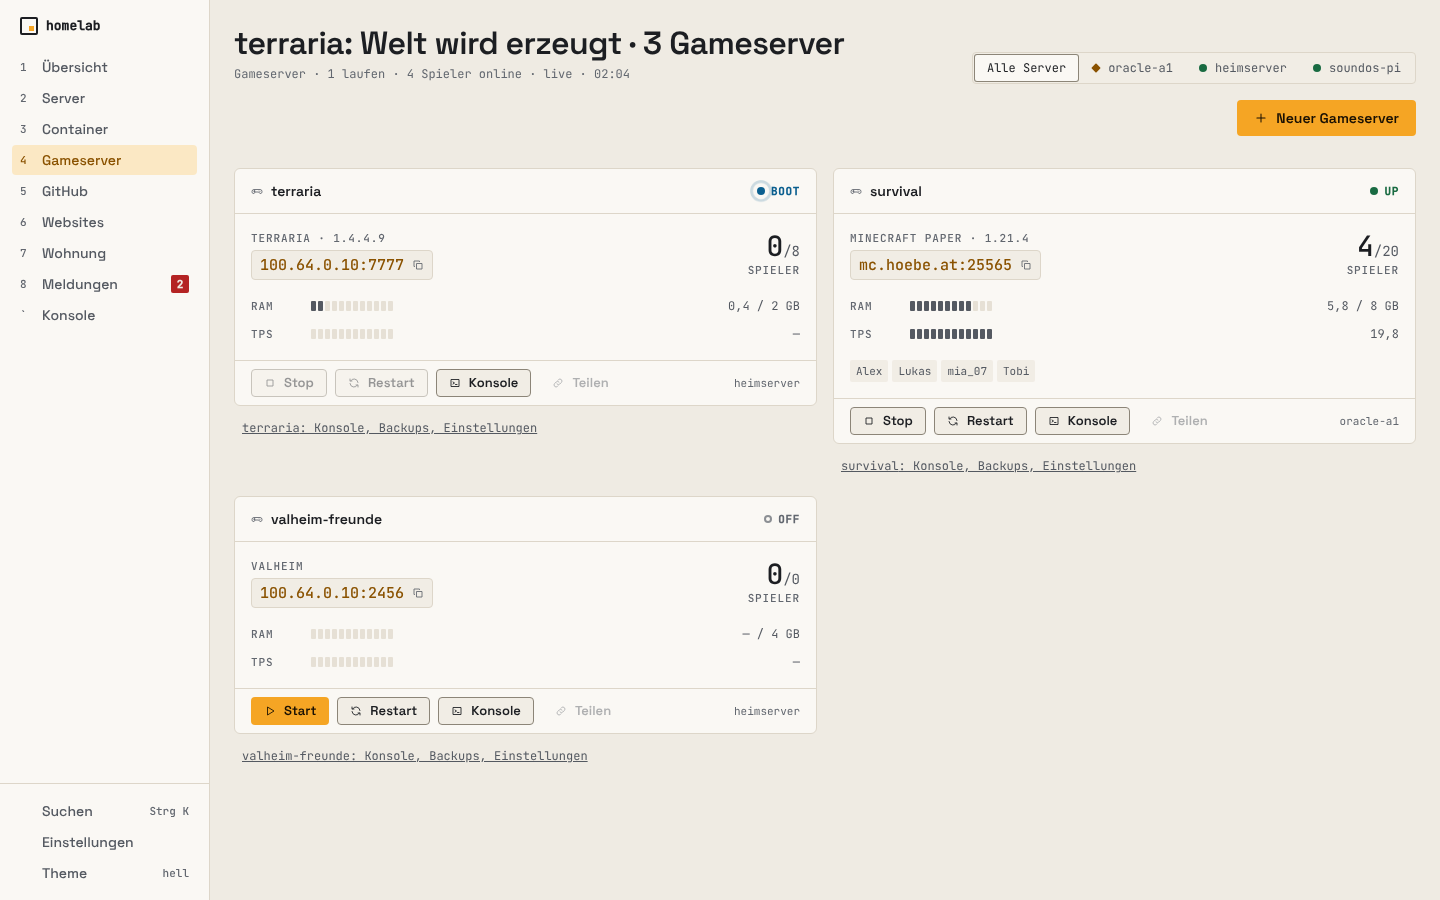 homelab
1 Übersicht
2 Server
3 Container
4 Gameserver
5 GitHub
6 Websites
7 Wohnung
8 Meldungen 2
` Konsole
Suchen Strg K
Einstellungen
Theme hell
terraria: Welt wird erzeugt · 3 Gameserver
Gameserver · 1 laufen · 4 Spieler online · live · 02:04
Alle Server oracle-a1 heimserver soundos-pi
+ Neuer Gameserver
terraria BOOT
TERRARIA · 1.4.4.9
100.64.0.10:7777
0/8
SPIELER
RAM 0,4 / 2 GB
TPS —
Stop Restart Konsole Teilen heimserver
terraria: Konsole, Backups, Einstellungen
survival UP
MINECRAFT PAPER · 1.21.4
mc.hoebe.at:25565
4/20
SPIELER
RAM 5,8 / 8 GB
TPS 19,8
Alex Lukas mia_07 Tobi
Stop Restart Konsole Teilen oracle-a1
survival: Konsole, Backups, Einstellungen
valheim-freunde OFF
VALHEIM
100.64.0.10:2456
0/0
SPIELER
RAM — / 4 GB
TPS —
Start Restart Konsole Teilen heimserver
valheim-freunde: Konsole, Backups, Einstellungen